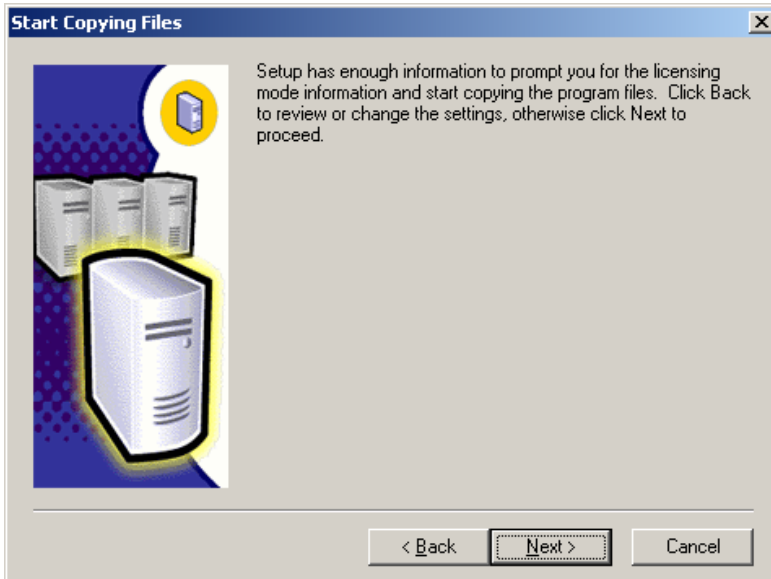 Start Copying Files
Setup has enough information to prompt you for the licensing
mode information and start copying the program files.  Click Back
to review or change the settings, otherwise click Next to
proceed.
< Back
Next >
Cancel